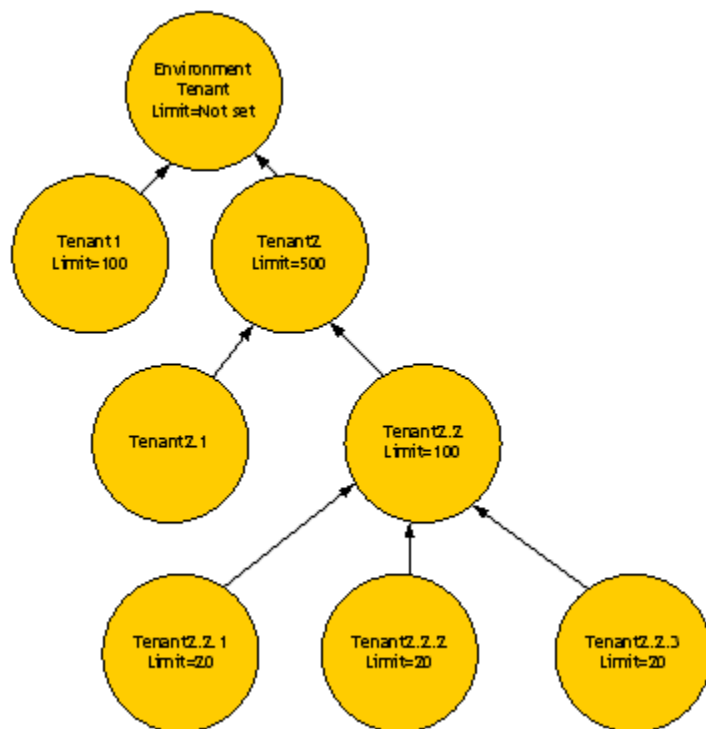 Environment
Tenant
Limit=Not set
Tenant1
Limit=100
Tenant2
Limit=500
Tenant2.1
Tenant2.2
Limit=100
Tenant2.2.1
Limit=20
Tenant2.2.2
Limit=20
Tenant2.2.3
Limit=20